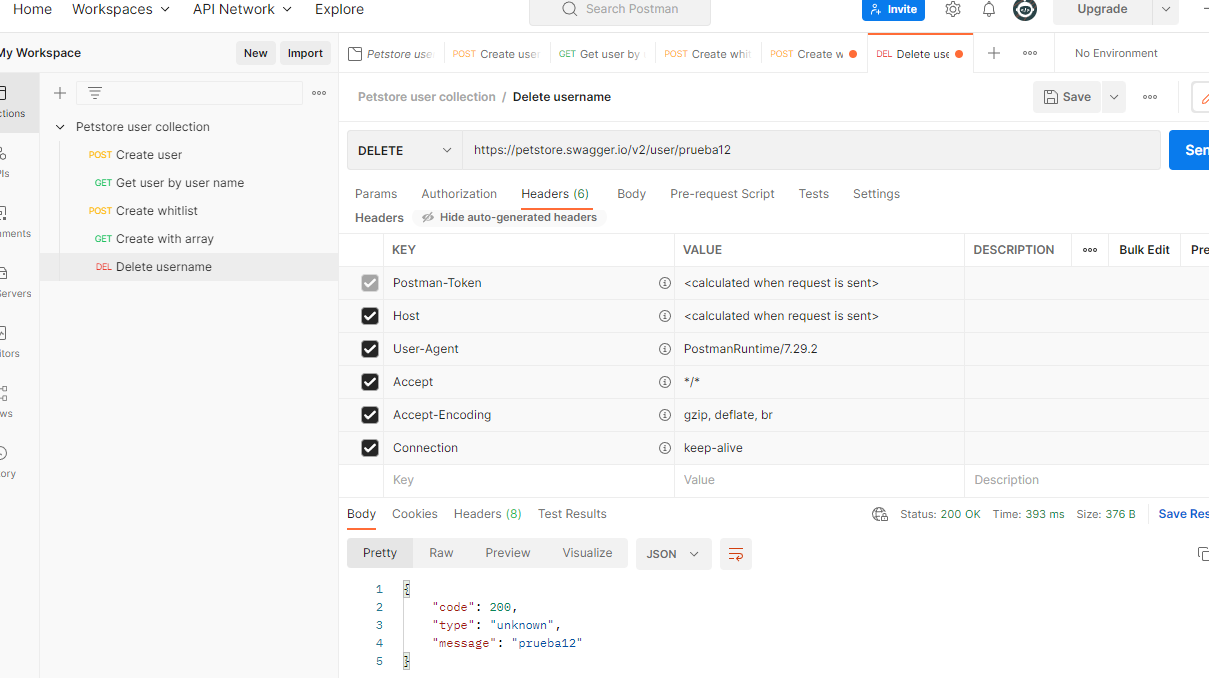 Home Workspaces API Network Explore Search Postman Invite Upgrade
My Workspace New Import
Petstore use POST Create user GET Get user by POST Create whit POST Create w DEL Delete use No Environment
Petstore user collection / Delete username Save
ctions
Petstore user collection
POST Create user
GET Get user by user name
POST Create whitlist
GET Create with array
DEL Delete username
PIs
nments
Servers
itors
ws
ory
DELETE https://petstore.swagger.io/v2/user/prueba12 Sen
Params Authorization Headers (6) Body Pre-request Script Tests Settings
Headers Hide auto-generated headers
KEY VALUE DESCRIPTION Bulk Edit Pre
Postman-Token <calculated when request is sent>
Host <calculated when request is sent>
User-Agent PostmanRuntime/7.29.2
Accept */*
Accept-Encoding gzip, deflate, br
Connection keep-alive
Key Value Description
Body Cookies Headers (8) Test Results Status: 200 OK Time: 393 ms Size: 376 B Save Res
Pretty Raw Preview Visualize JSON
1 {
2 "code": 200,
3 "type": "unknown",
4 "message": "prueba12"
5 }